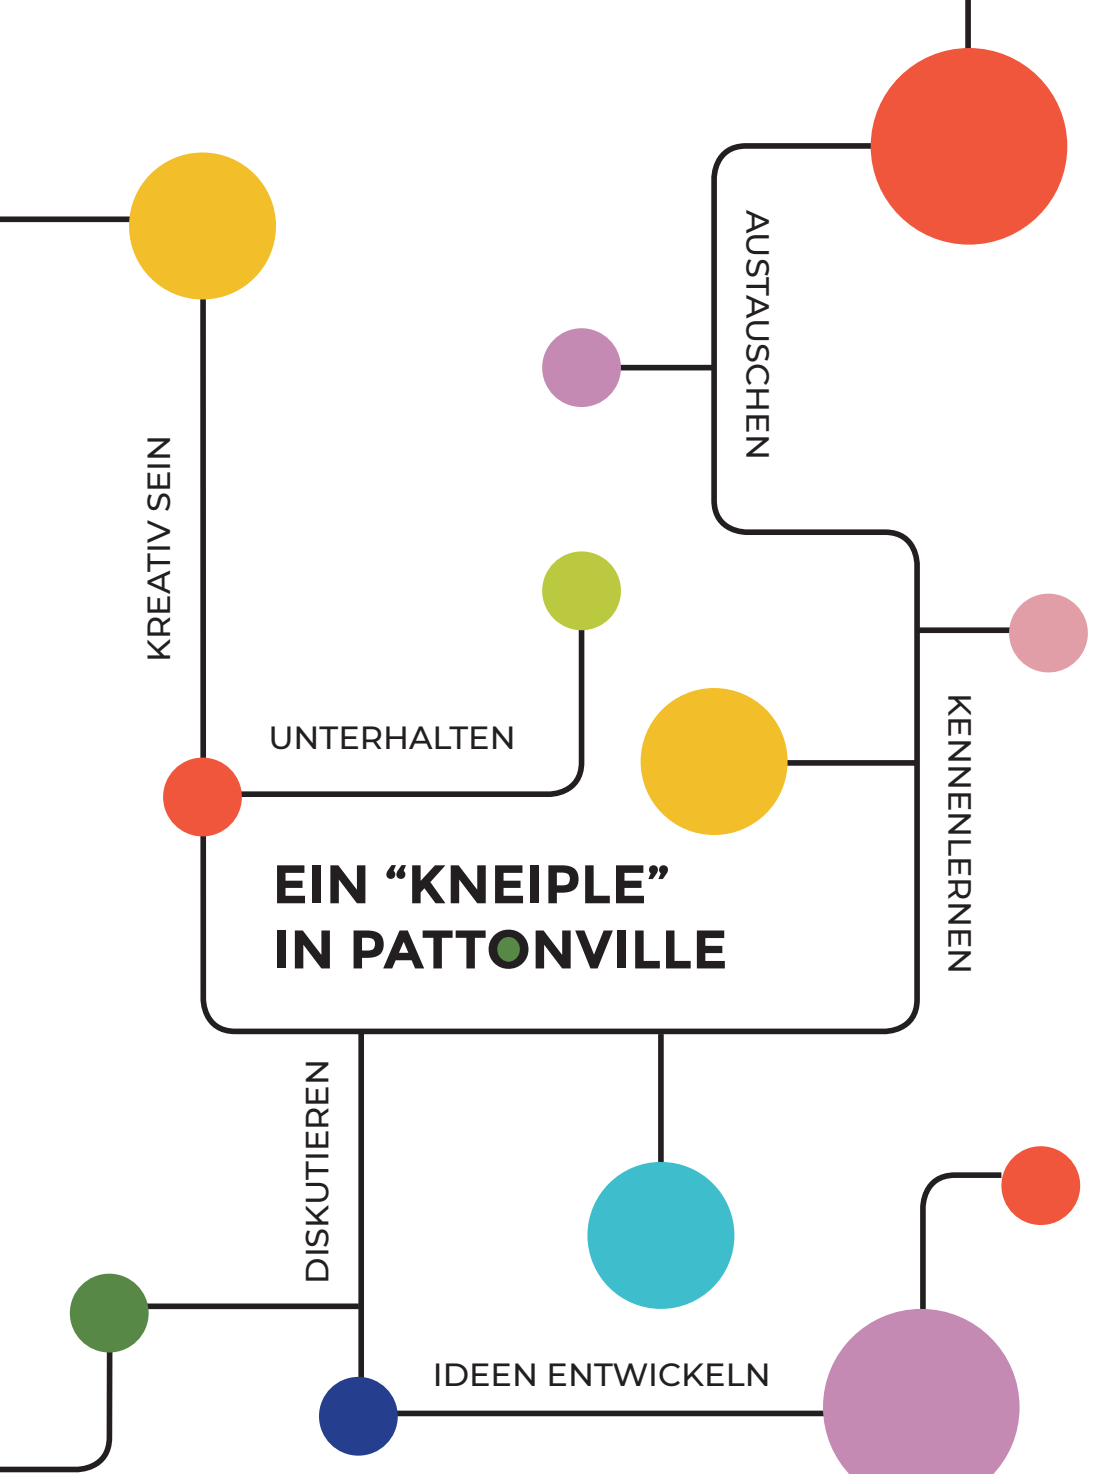 AUSTAUSCHEN
KREATIV SEIN
UNTERHALTEN
KENNENLERNEN
EIN “KNEIPLE”
IN PATTONVILLE
DISKUTIEREN
IDEEN ENTWICKELN